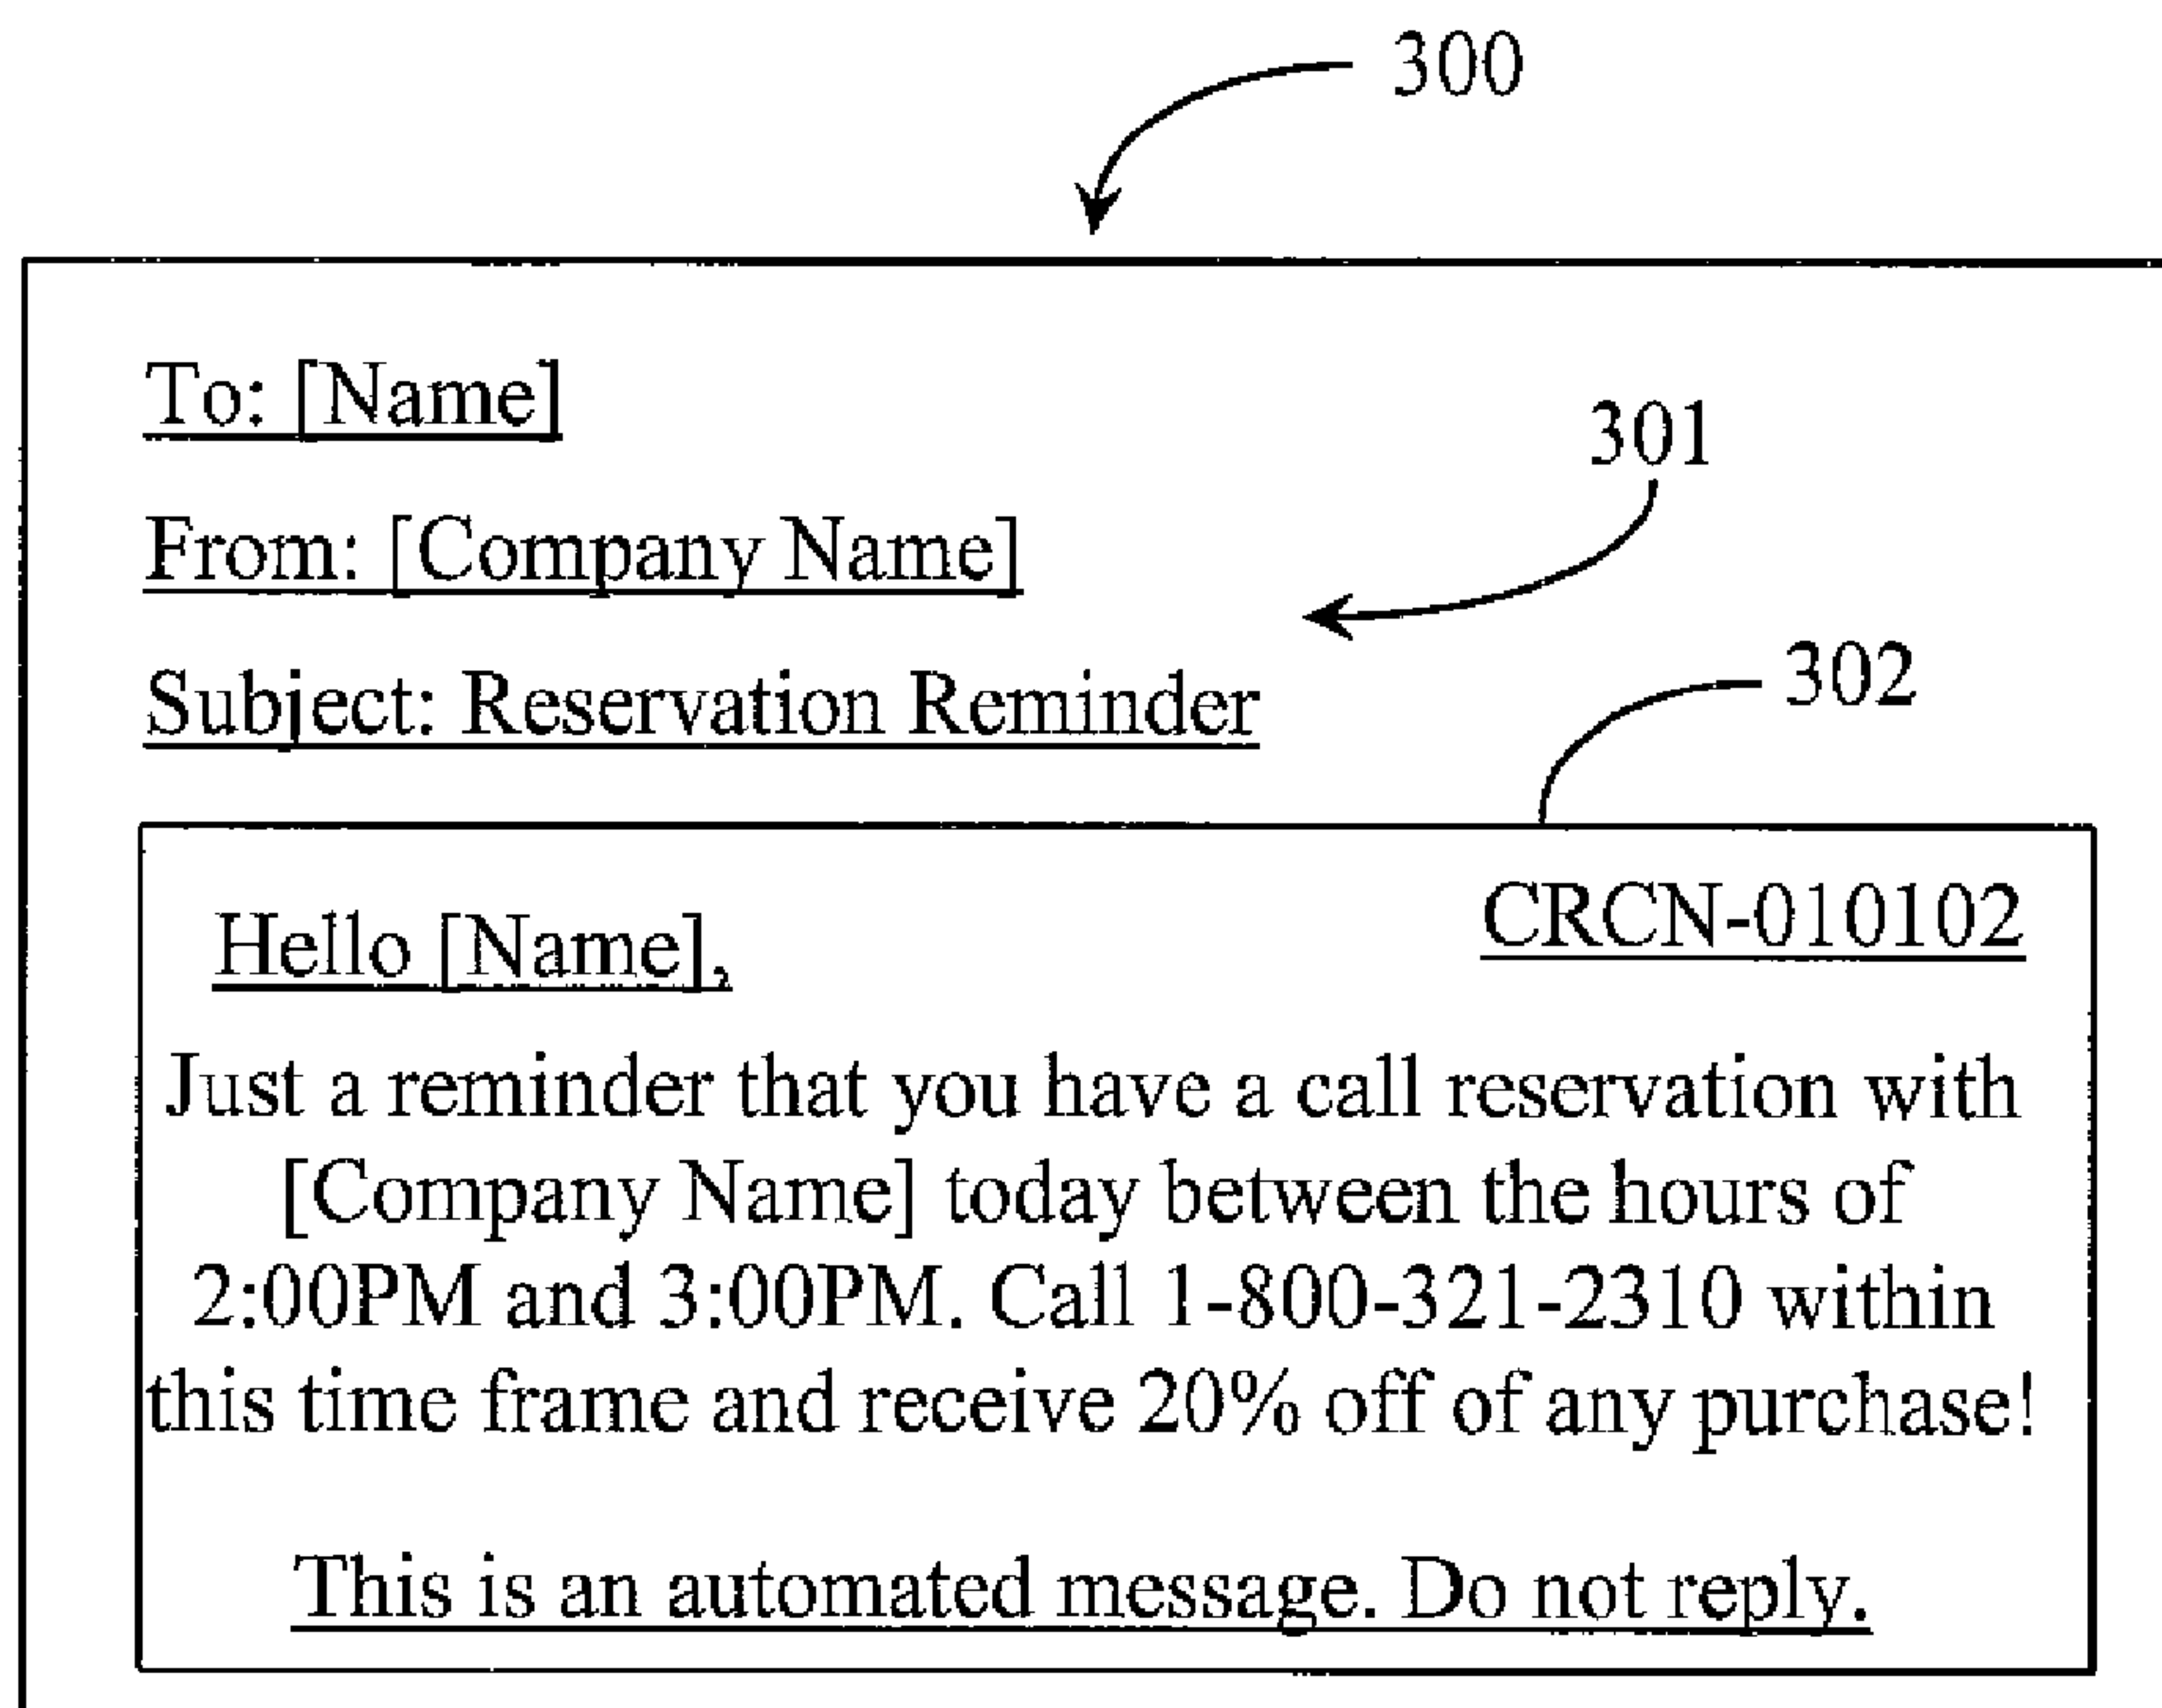 300
To: [Name]
301
From: [Company Name]
302
Subject: Reservation Reminder
CRCN-010102
Hello [Name],
Just a reminder that you have a call reservation with
[Company Name] today between the hours of
2:00PM and 3:00PM. Call 1-800-321-2310 within
this time frame and receive 20% off of any purchase!
This is an automated message. Do not reply.